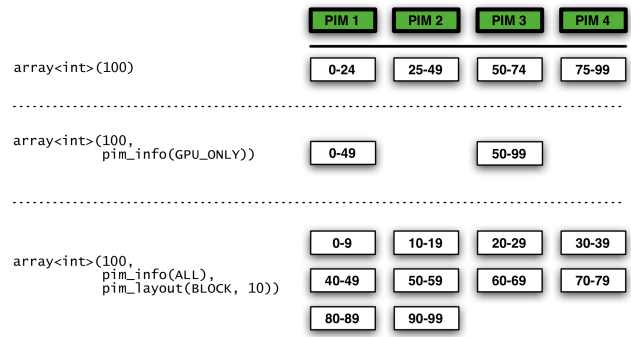 PIM 1 PIM 2 PIM 3 PIM 4
array<int>(100) 0-24 25-49 50-74 75-99
array<int>(100,
pim_info(GPU_ONLY)) 0-49 50-99
0-9 10-19 20-29 30-39
array<int>(100,
pim_info(ALL),
pim_layout(BLOCK, 10))
40-49 50-59 60-69 70-79
80-89 90-99